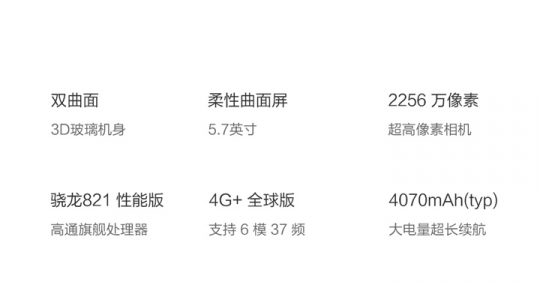 双曲面
3D玻璃机身
柔性曲面屏
5.7英寸
2256 万像素
超高像素相机
骁龙821 性能版
高通旗舰处理器
4G+ 全球版
支持 6 模 37 频
4070mAh(typ)
大电量超长续航